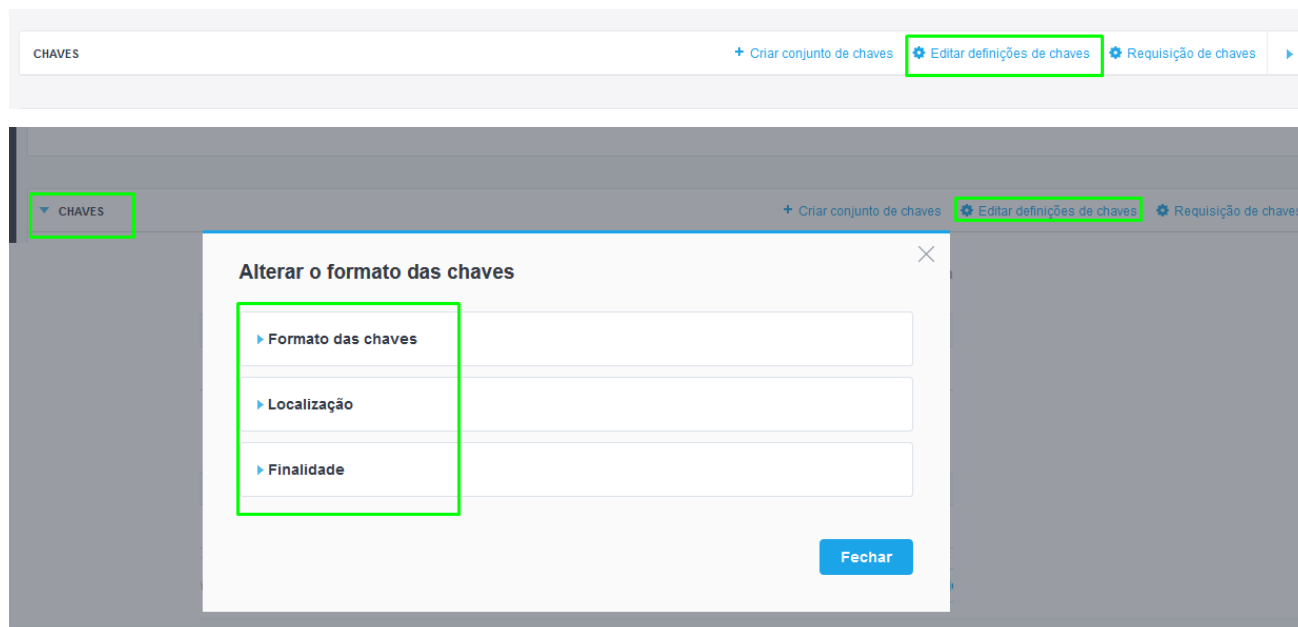 CHAVES + Criar conjunto de chaves Editar definições de chaves Requisição de chaves
CHAVES + Criar conjunto de chaves Editar definições de chaves Requisição de chaves
Alterar o formato das chaves
Formato das chaves
Localização
Finalidade
Fechar